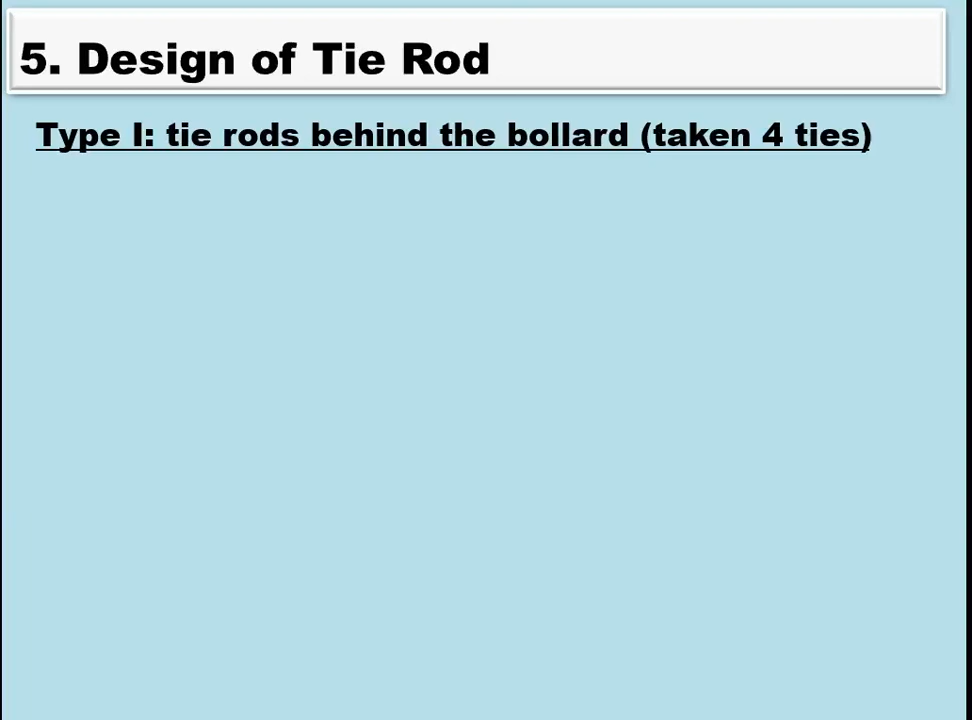 5. Design of Tie Rod
Type I: tie rods behind the bollard (taken 4 ties)